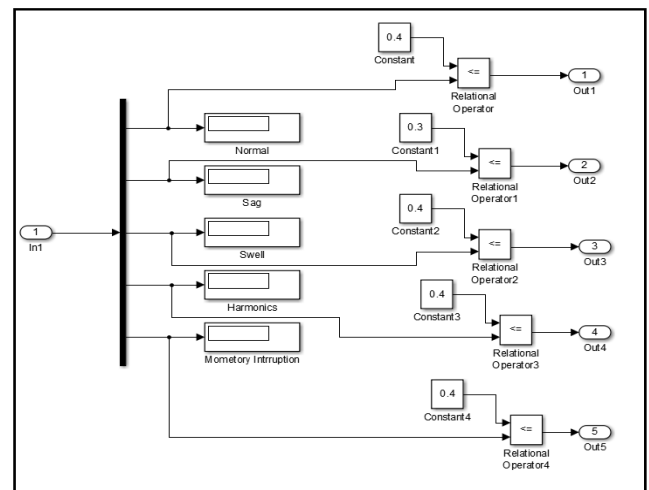 0.4
Constant
<=
Relational
Operator
1
Out1
Normal
0.3
Constant1
<=
Relational
Operator1
2
Out2
Sag
0.4
Constant2
<=
Relational
Operator2
3
Out3
1
In1
Swell
Harmonics
0.4
Constant3
<=
Relational
Operator3
4
Out4
Mometory Intrruption
0.4
Constant4
<=
Relational
Operator4
5
Out5